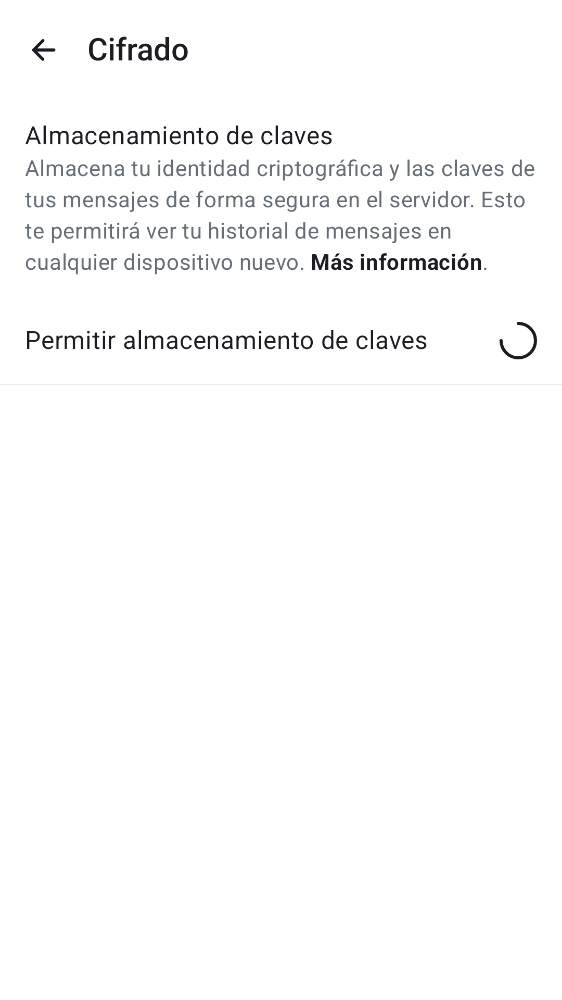 Cifrado
Almacenamiento de claves
Almacena tu identidad criptográfica y las claves de
tus mensajes de forma segura en el servidor. Esto
te permitirá ver tu historial de mensajes en
cualquier dispositivo nuevo. Más información.
Permitir almacenamiento de claves